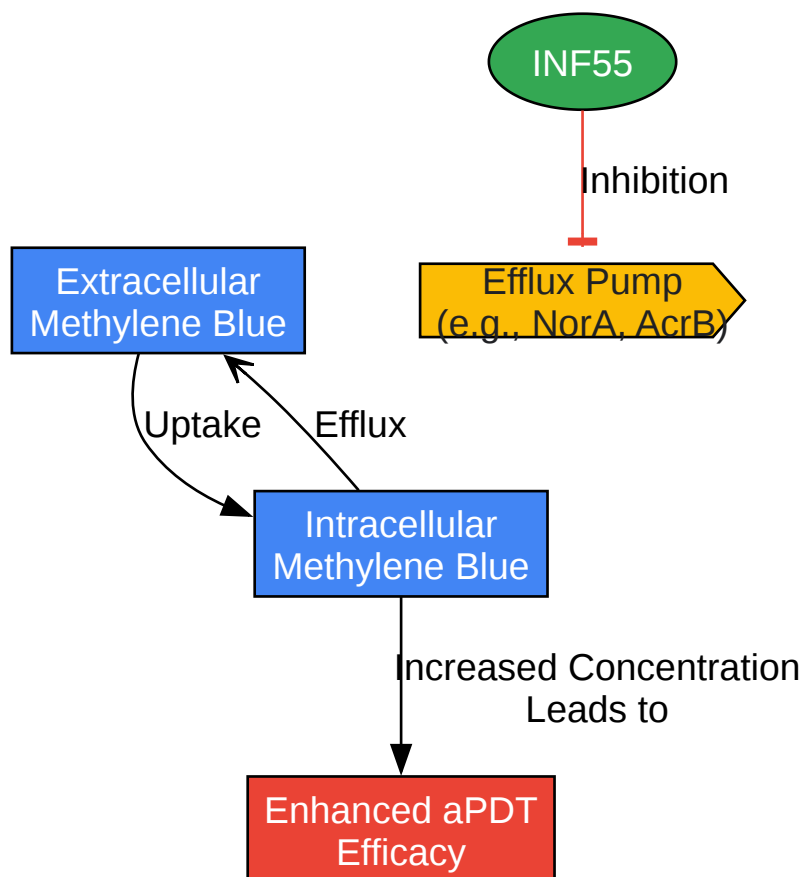 INF55
Inhibition
Extracellular
Methylene Blue
Efflux Pump
(e.g., NorA, AcrB)
Uptake
Efflux
Intracellular
Methylene Blue
Increased Concentration
Leads to
Enhanced aPDT
Efficacy